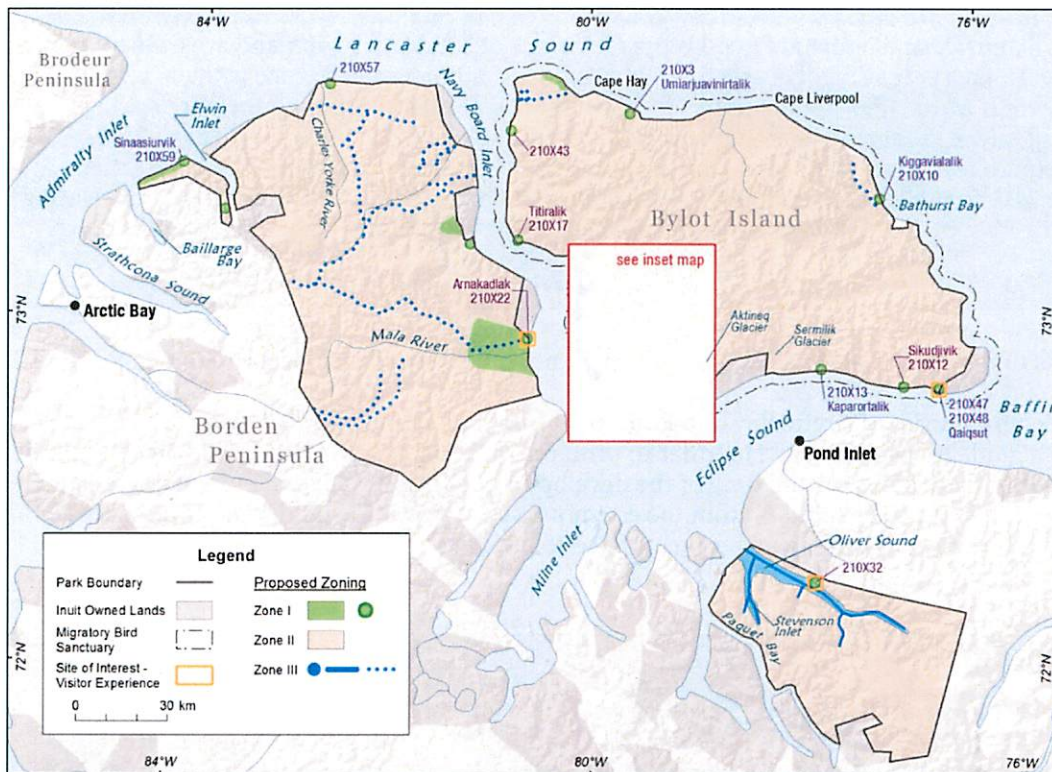 84°W
80°W
76°W
Lancaster Sound
Brodeur
Peninsula
210X57
Navy Board Inlet
Cape Hay
210X3
Umiarjuavinirtalik
Cape Liverpool
Admiralty Inlet
Elwin
Inlet
Sinaasiurvik
210X59
Charles Yorke
River
210X43
Kiggavialalik
210X10
Bathurst Bay
Titiralik
210X17
Bylot Island
Baillarge
Bay
Strathcona Sound
see inset map
73°N
Arctic Bay
Arnakadlak
210X22
73°N
Mala River
Aktineq
Glacier
Sermilik
Glacier
Sikudjivik
210X12
210X13
Kaparortalik
210X47
210X48
Qaiqsut
Baffin
Bay
Borden
Peninsula
Eclipse Sound
Pond Inlet
Milne Inlet
Oliver Sound
210X32
Stevenson
Inlet
Paquet Bay
Legend
Park Boundary
Inuit Owned Lands
Migratory Bird
Sanctuary
Site of Interest -
Visitor Experience
0 30 km
Proposed Zoning
Zone I
Zone II
Zone III
72°N
72°N
84°W
80°W
76°W